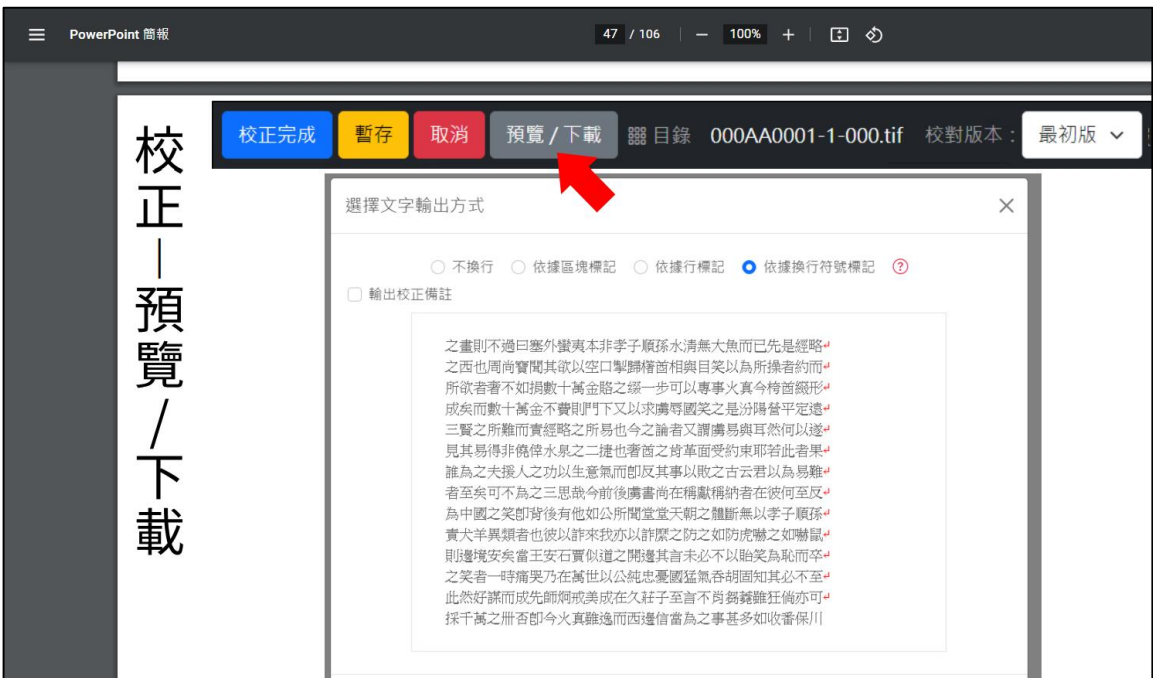 PowerPoint 簡報
47 / 106
100%
校正完成 暫存 取消 預覽 / 下載 目錄 000AA0001-1-000.tif 校對版本： 最初版
校正—預覽/下載
選擇文字輸出方式
不換行 依據區塊標記 依據行標記 依據換行符號標記
輸出校正備註
之畫則不過曰塞外蠻夷本非孝子順孫水清無大魚而已先是經略↵
之西也周尚寶聞其欲以空口掣歸楷酋相與目笑以為所操者約而↵
所欲者奢不如捐數十萬金賂之綴一步可以專事火真今楷酋綴形↵
成矣而數十萬金不費則門下又以求虜辱國笑之是汾陽營平定遠↵
三賢之所難而責經略之所易也今之論者又謂虜易與耳然何以遂↵
見其易得非僥倖水泉之二捷也奢酋之肯革面受約束耶若此者果↵
誰為之夫援人之功以生意氣而卽反其事以敗之古云君以為易難↵
者至矣可不為之三思哉今前後虜書尚在稱獻稱納者在彼何至反↵
為中國之笑卽背後有他如公所聞堂堂天朝之體斷無以孝子順孫↵
責犬羊異類者也彼以詐來我亦以詐縻之防之如防虎嚇之如嚇鼠↵
則邊境安矣當王安石賈似道之開邊其言未必不以貽笑為恥而卒↵
之笑者一時痛哭乃在萬世以公純忠憂國猛氣吞胡固知其必不至↵
此然好謀而成先師炯戒美成在久莊子至言不肖芻蕘雖狂倘亦可↵
採千萬之卌否卽今火真雖逸而西邊信當為之事甚多如收番保川